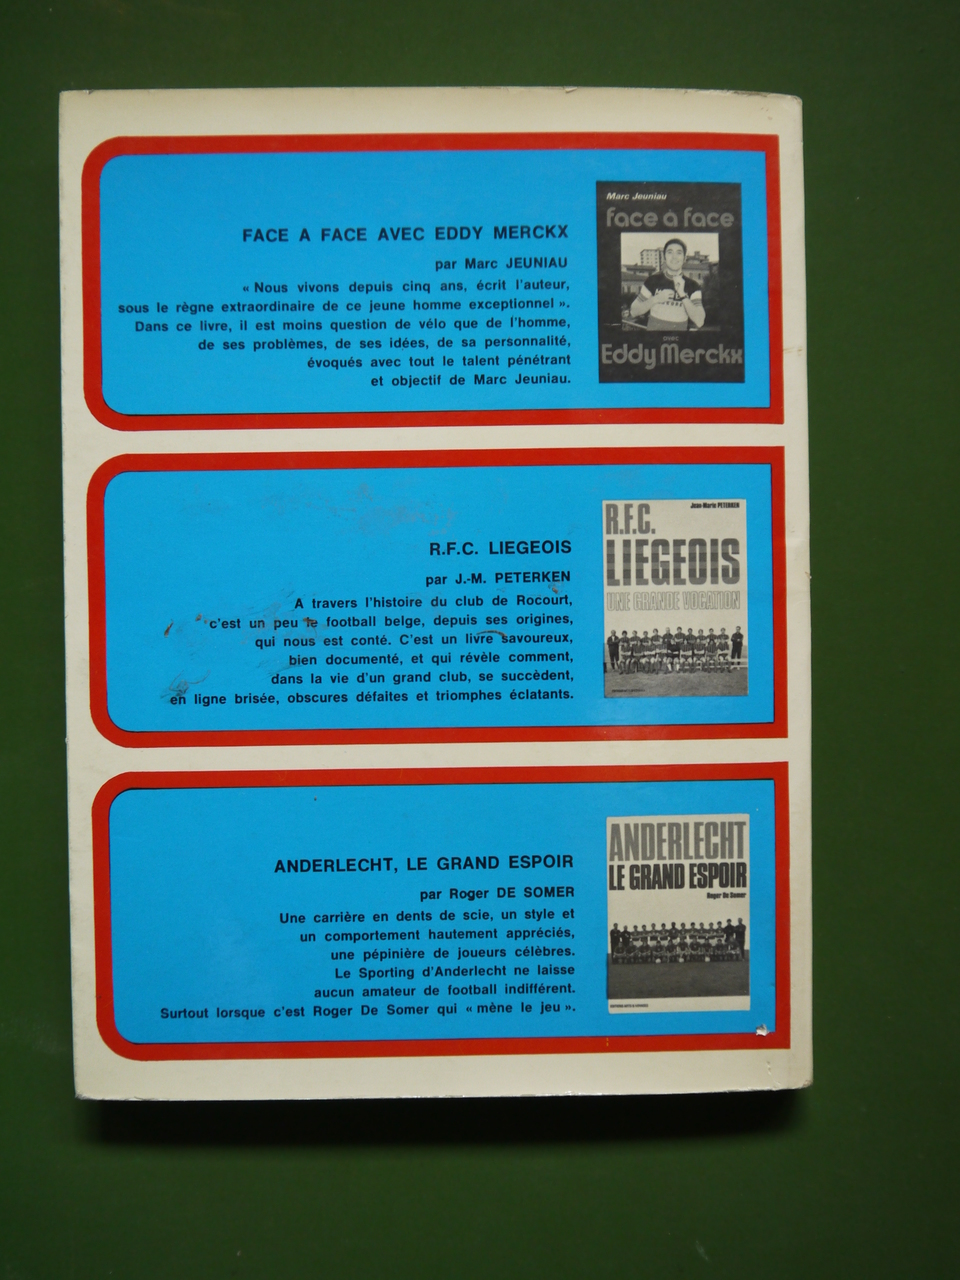 FACE A FACE AVEC EDDY MERCKX
par Marc JEUNIAU
« Nous vivons depuis cinq ans, écrit l'auteur,
sous le règne extraordinaire de ce jeune homme exceptionnel ».
Dans ce livre, il est moins question de vélo que de l'homme,
de ses problèmes, de ses idées, de sa personnalité,
évoqués avec tout le talent pénétrant
et objectif de Marc Jeuniau.
Marc Jeuniau
face à face
avec
Eddy Merckx
R.F.C. LIEGEOIS
par J.-M. PETERKEN
A travers l'histoire du club de Rocourt,
c'est un peu le football belge, depuis ses origines,
qui nous est conté. C'est un livre savoureux,
bien documenté, et qui révèle comment,
dans la vie d'un grand club, se succèdent,
en ligne brisée, obscures défaites et triomphes éclatants.
Jean-Marie PETERKEN
R.F.C.
LIEGEOIS
UNE GRANDE VOCATION
ANDERLECHT, LE GRAND ESPOIR
par Roger DE SOMER
Une carrière en dents de scie, un style et
un comportement hautement appréciés,
une pépinière de joueurs célèbres.
Le Sporting d'Anderlecht ne laisse
aucun amateur de football indifférent.
Surtout lorsque c'est Roger De Somer qui « mène le jeu ».
ANDERLECHT
LE GRAND ESPOIR
Roger De Somer